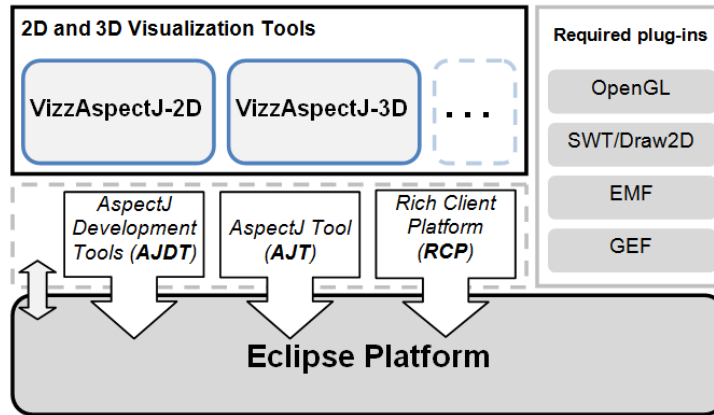 2D and 3D Visualization Tools
VizzAspectJ-2D
VizzAspectJ-3D
...
Required plug-ins
OpenGL
SWT/Draw2D
EMF
GEF
AspectJ
Development
Tools (AJDT)
AspectJ Tool
(AJT)
Rich Client
Platform
(RCP)
Eclipse Platform